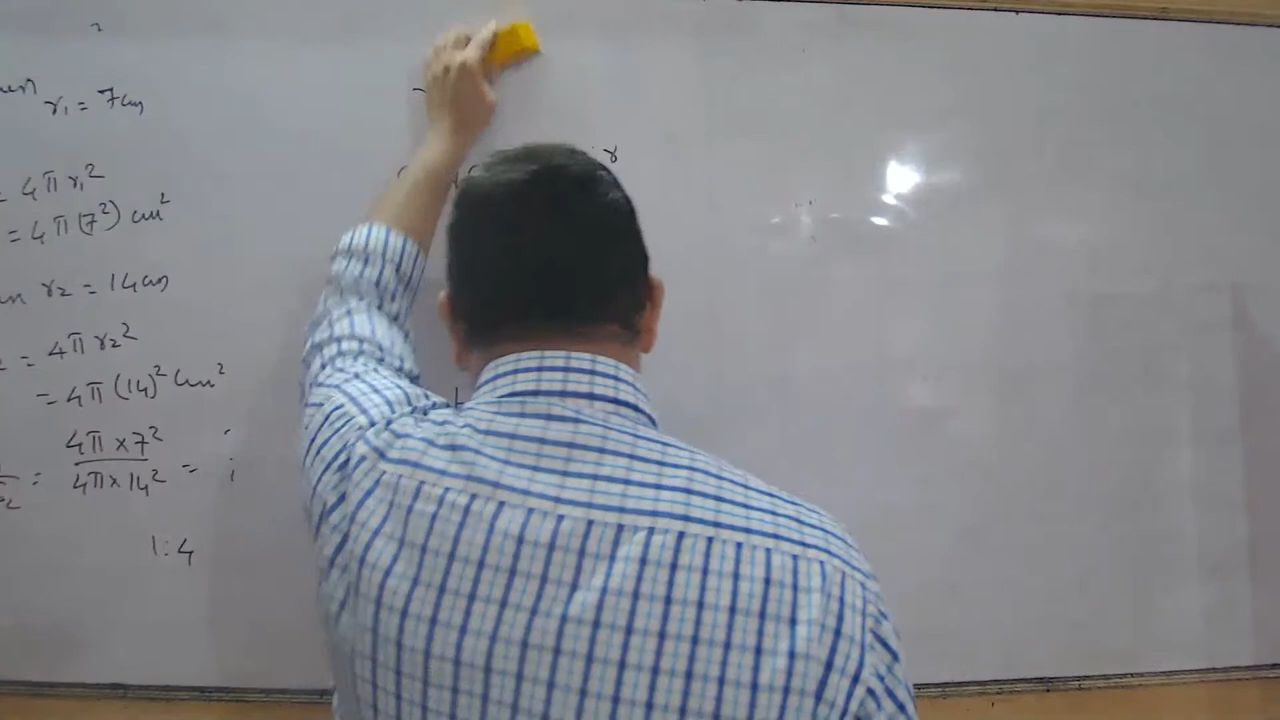 r₁ = 7cm
= 4π r₁²
= 4π(7²) cm²
r₂ = 14cm
= 4π r₂²
= 4π (14)² cm²
4π × 7²
= ――― =
4π × 14²
1:4
r